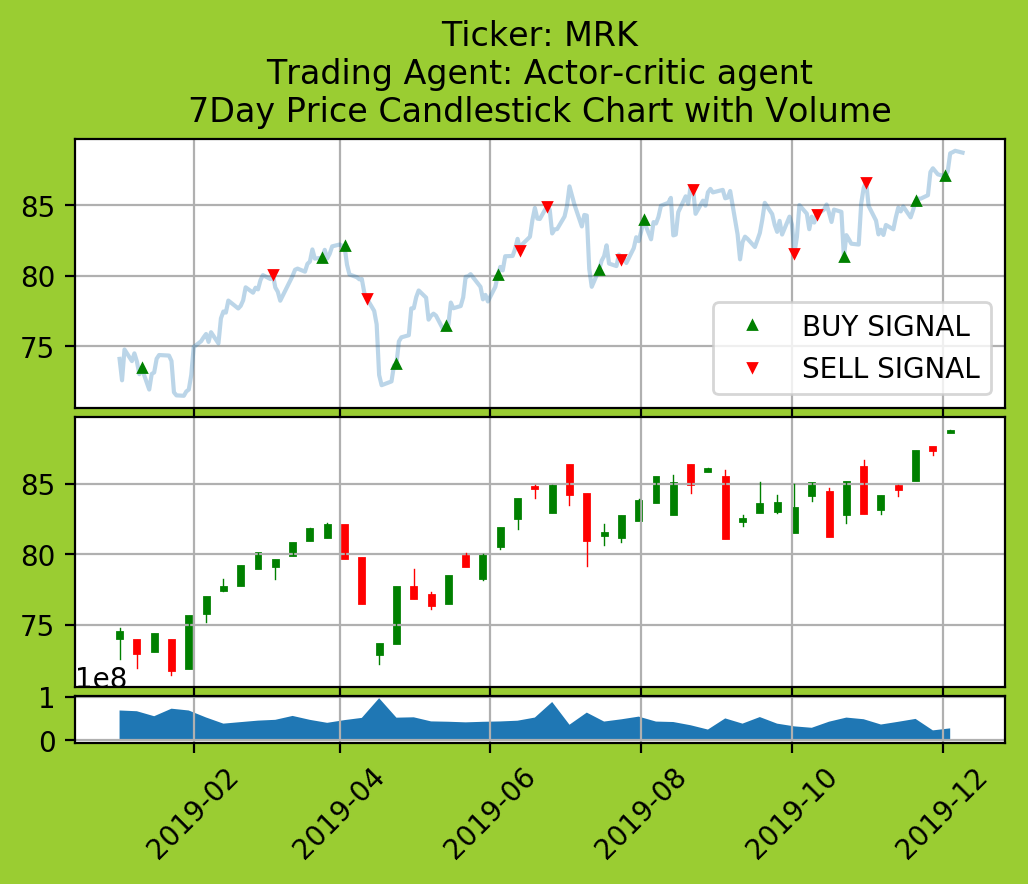 Ticker: MRK
Trading Agent: Actor-critic agent
7Day Price Candlestick Chart with Volume
85
80
75
BUY SIGNAL
SELL SIGNAL
85
80
75
1e8
1
0
2019-02
2019-04
2019-06
2019-08
2019-10
2019-12